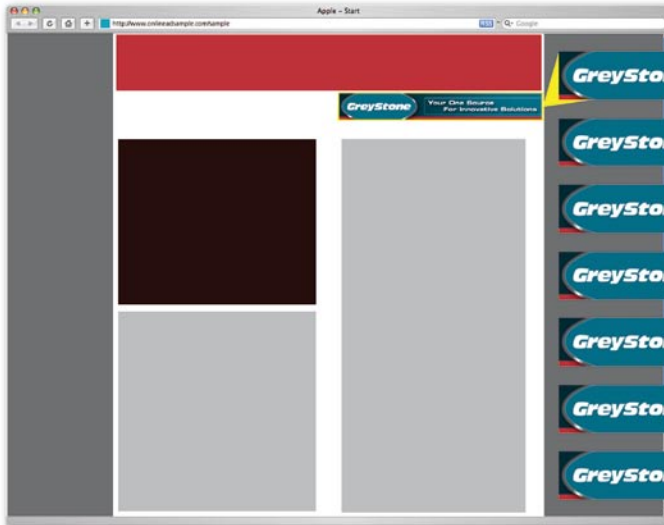 Apple - Start
http://www.onlineadsample.com/sample
RSS
Google
GreyStone
Your One Source
For Innovative Solutions
GreySto
GreySto
GreySto
GreySto
GreySto
GreySto
GreySto